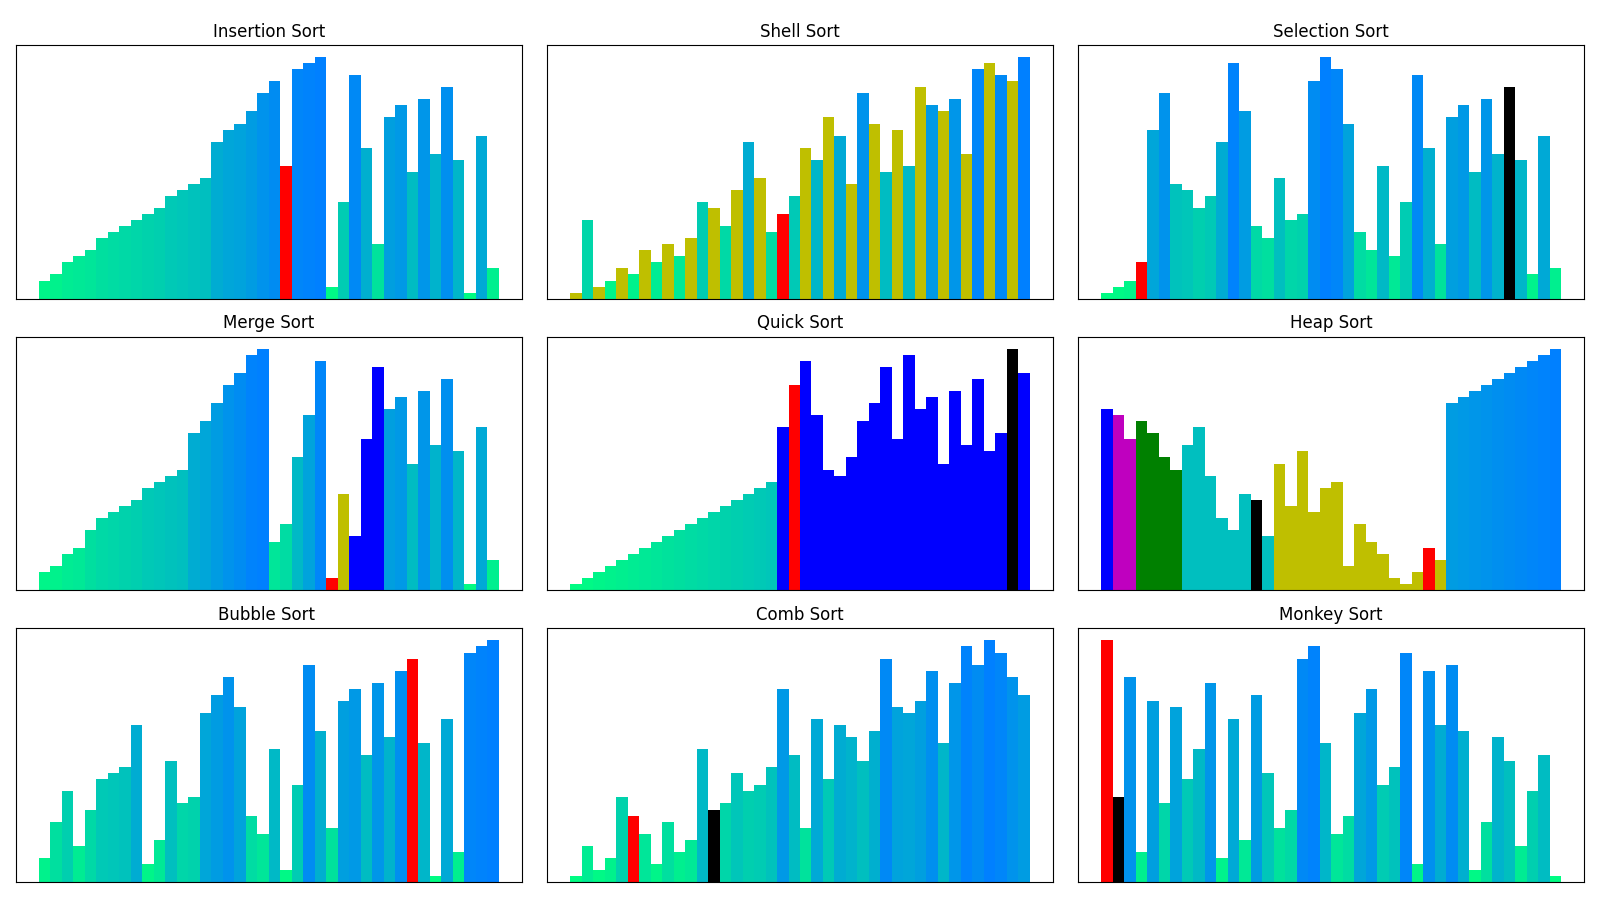 Insertion Sort
Shell Sort
Selection Sort
Merge Sort
Quick Sort
Heap Sort
Bubble Sort
Comb Sort
Monkey Sort